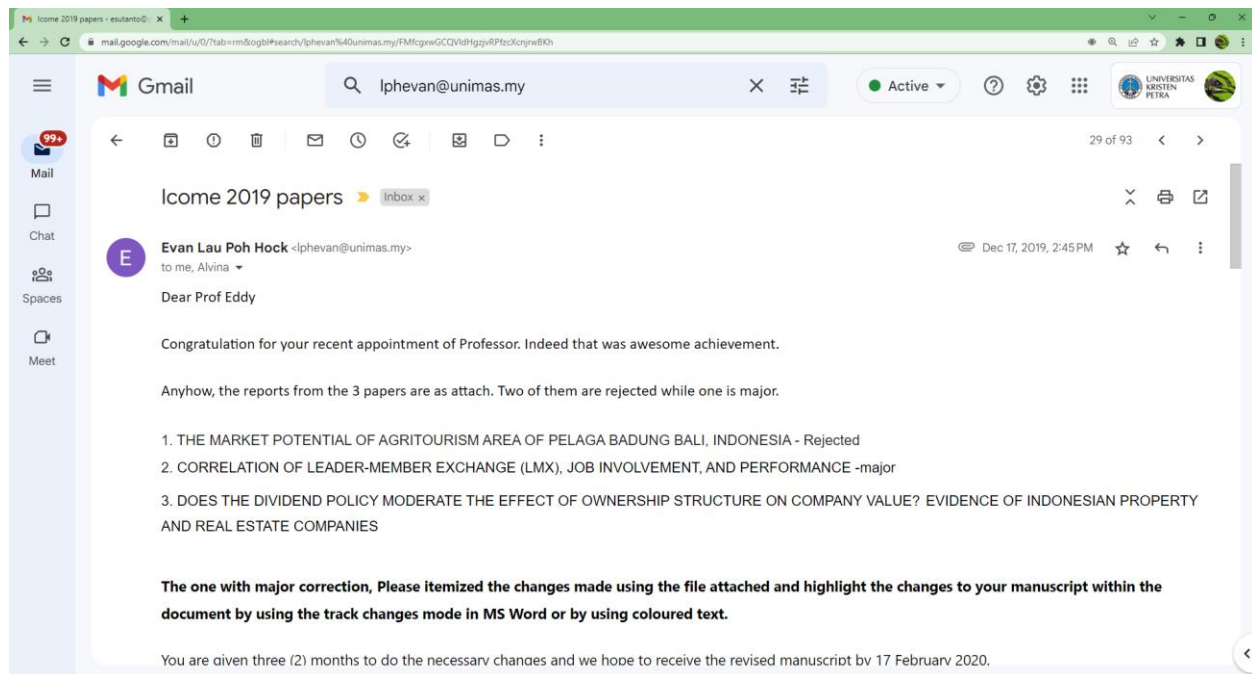 Icome 2019 papers - esutanto@
mail.google.com/mail/u/0/?tab=rm&ogbl#search/lphevan%40unimas.my/FMfcgxwGCQVldHgzjvRPfzcXcnjrwBKh
Gmail
lphevan@unimas.my
Active
UNIVERSITAS
KRISTEN
PETRA
99+
Mail
Chat
Spaces
Meet
29 of 93
Icome 2019 papers
Inbox x
E
Evan Lau Poh Hock <lphevan@unimas.my>
Dec 17, 2019, 2:45 PM
to me, Alvina
Dear Prof Eddy
Congratulation for your recent appointment of Professor. Indeed that was awesome achievement.
Anyhow, the reports from the 3 papers are as attach. Two of them are rejected while one is major.
1. THE MARKET POTENTIAL OF AGRITOURISM AREA OF PELAGA BADUNG BALI, INDONESIA - Rejected
2. CORRELATION OF LEADER-MEMBER EXCHANGE (LMX), JOB INVOLVEMENT, AND PERFORMANCE -major
3. DOES THE DIVIDEND POLICY MODERATE THE EFFECT OF OWNERSHIP STRUCTURE ON COMPANY VALUE? EVIDENCE OF INDONESIAN PROPERTY
AND REAL ESTATE COMPANIES
The one with major correction, Please itemized the changes made using the file attached and highlight the changes to your manuscript within the
document by using the track changes mode in MS Word or by using coloured text.
You are given three (2) months to do the necessary changes and we hope to receive the revised manuscript by 17 February 2020.